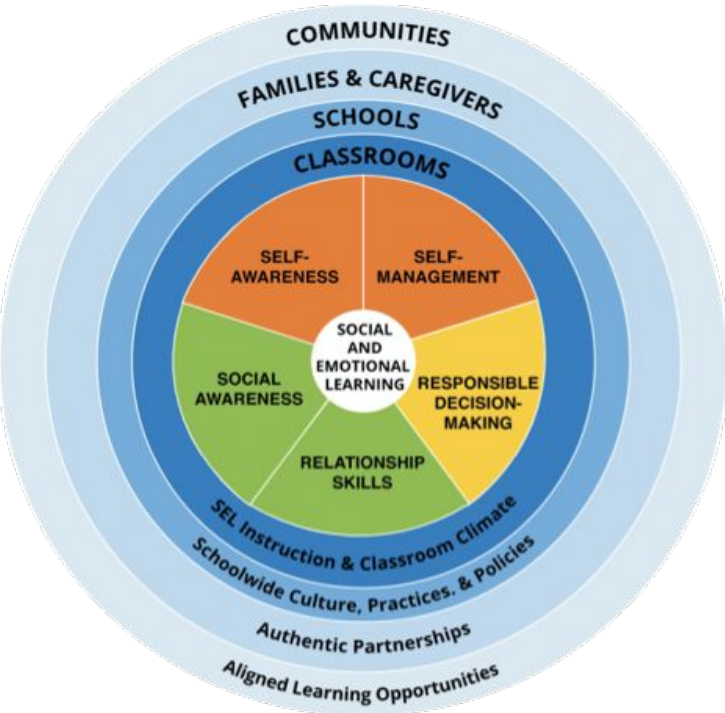 COMMUNITIES
FAMILIES & CAREGIVERS
SCHOOLS
CLASSROOMS
SELF-
AWARENESS
SELF-
MANAGEMENT
SOCIAL
AND
EMOTIONAL
LEARNING
SOCIAL
AWARENESS
RESPONSIBLE
DECISION-
MAKING
RELATIONSHIP
SKILLS
SEL Instruction & Classroom Climate
Schoolwide Culture, Practices. & Policies
Authentic Partnerships
Aligned Learning Opportunities